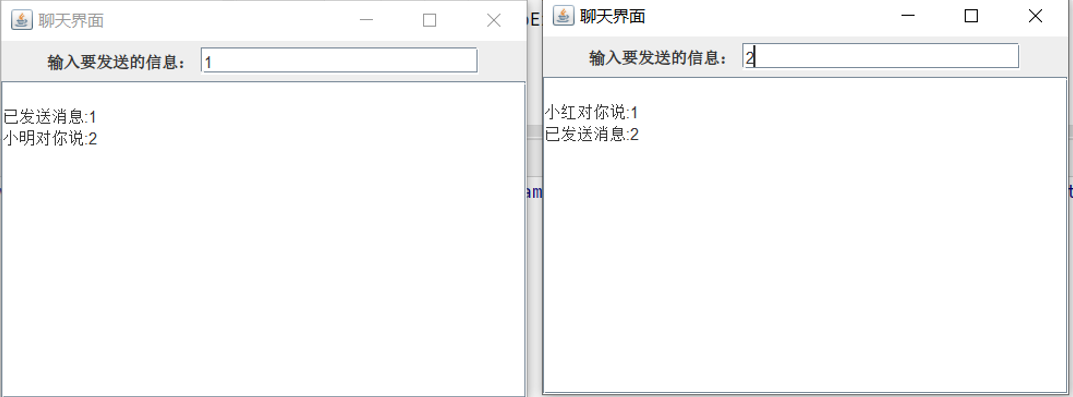 聊天界面
输入要发送的信息： 1
已发送消息:1
小明对你说:2
聊天界面
输入要发送的信息： 2
小红对你说:1
已发送消息:2